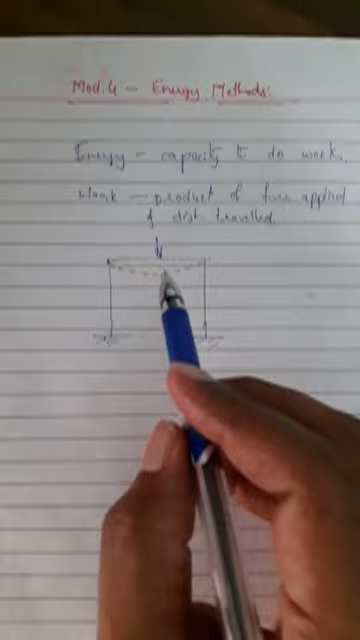 Mod. 4 - Energy Methods:
Energy - capacity to do work.
Work - product of force applied
& dist. travelled.